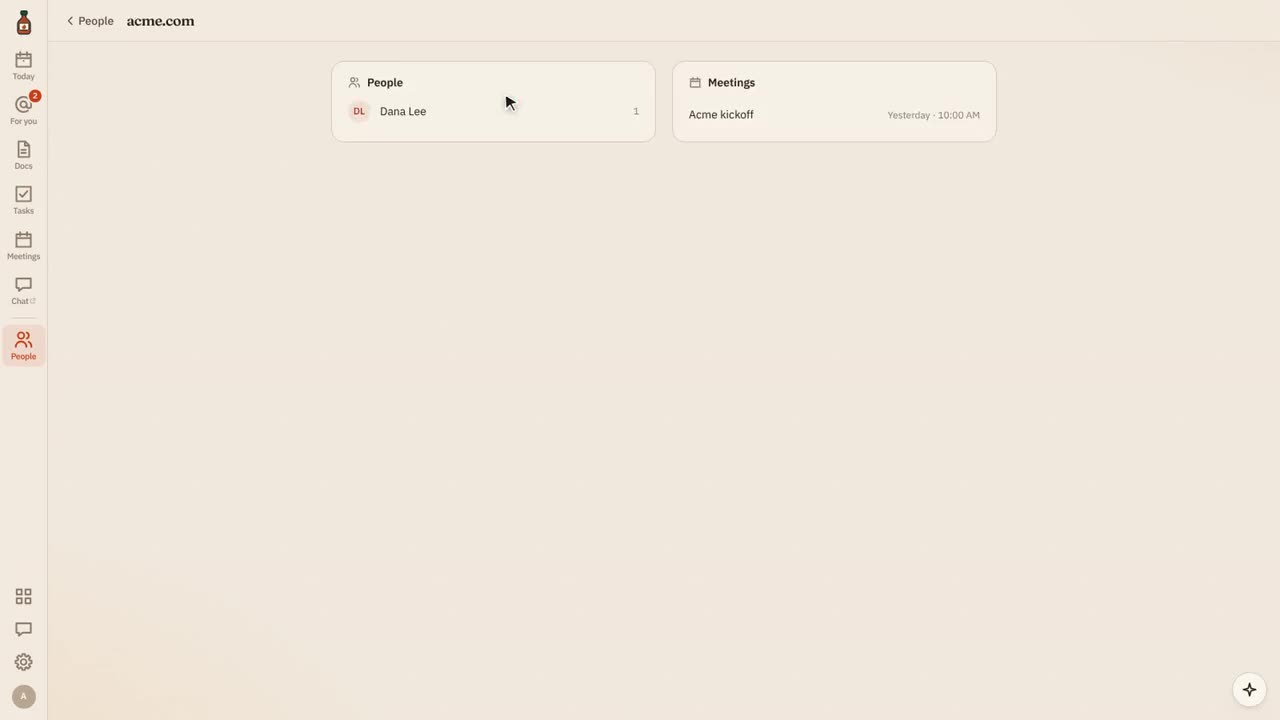 People acme.com
Today
2
For you
Docs
Tasks
Meetings
Chat
People
People
DL Dana Lee 1
Meetings
Acme kickoff Yesterday · 10:00 AM
A